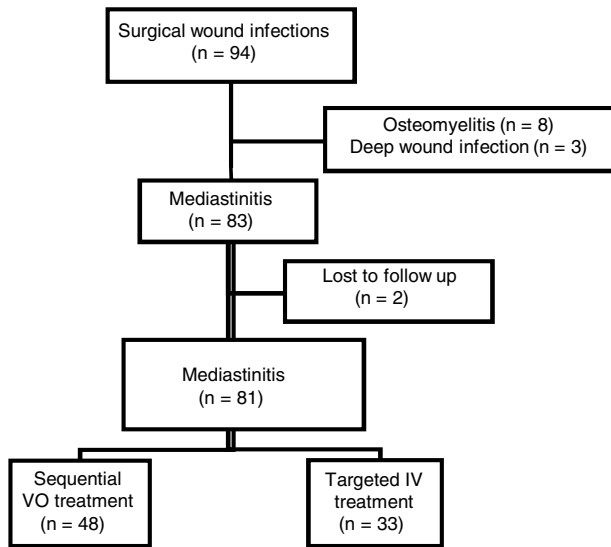 Surgical wound infections
(n = 94)
Osteomyelitis (n = 8)
Deep wound infection (n = 3)
Mediastinitis
(n = 83)
Lost to follow up
(n = 2)
Mediastinitis
(n = 81)
Sequential
VO treatment
(n = 48)
Targeted IV
treatment
(n = 33)